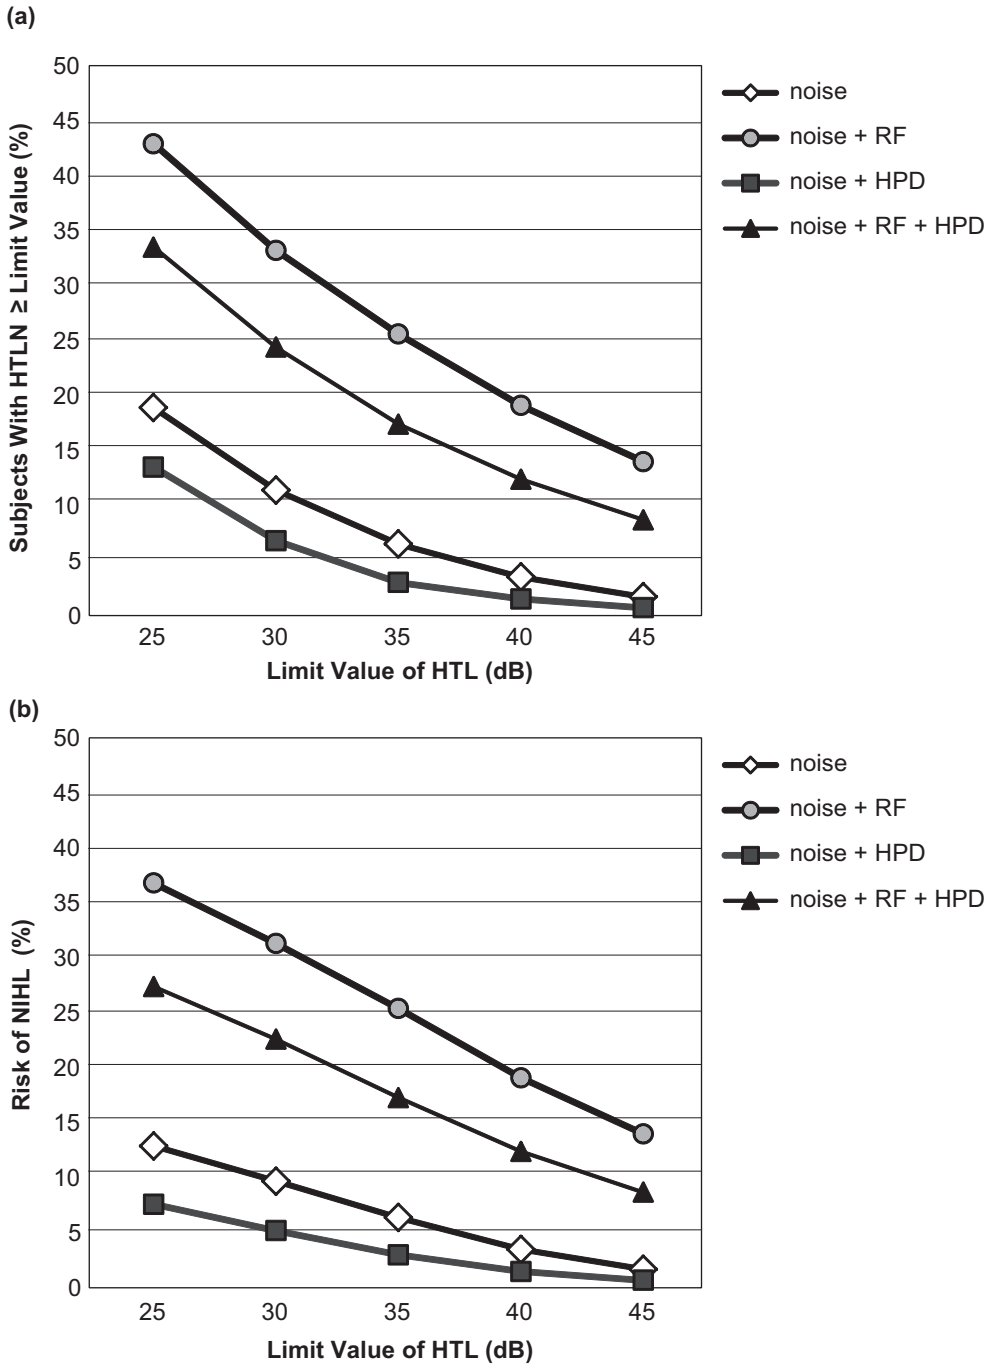 (a)
Subjects With HTLN ≥ Limit Value (%)
50
45
40
35
30
25
20
15
10
5
0
25 30 35 40 45
Limit Value of HTL (dB)
noise
noise + RF
noise + HPD
noise + RF + HPD
(b)
Risk of NIHL (%)
50
45
40
35
30
25
20
15
10
5
0
25 30 35 40 45
Limit Value of HTL (dB)
noise
noise + RF
noise + HPD
noise + RF + HPD